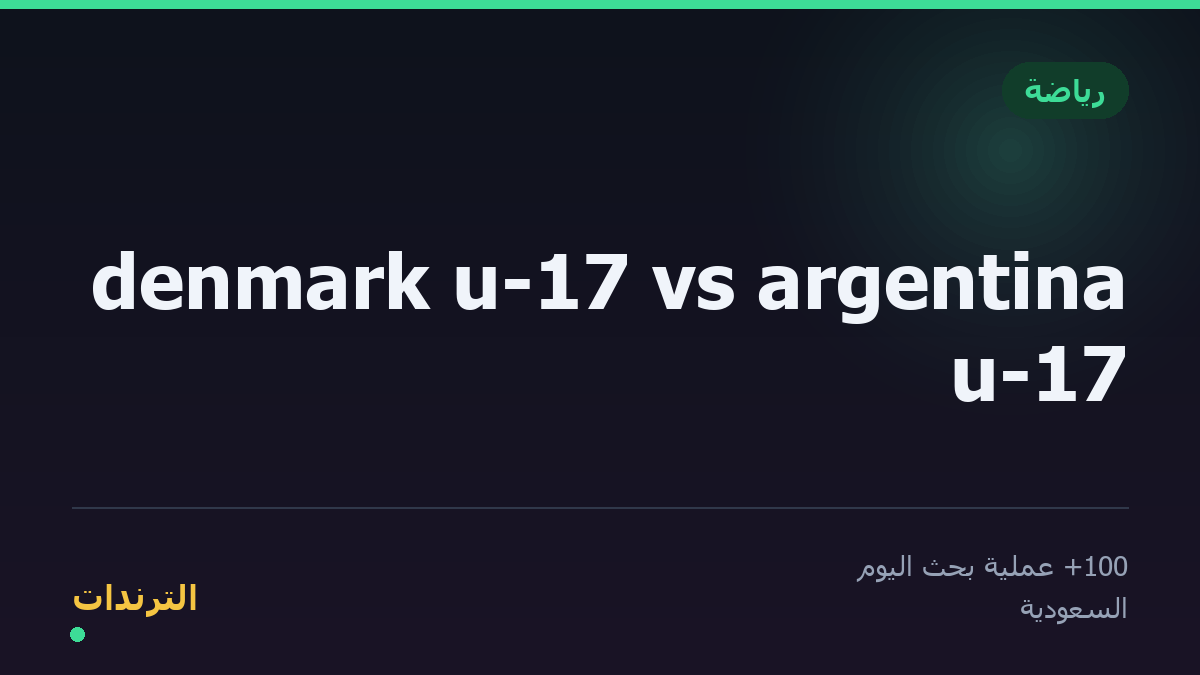 رياضة
denmark u-17 vs argentina
u-17
100+ عملية بحث اليوم
السعودية
الترندات